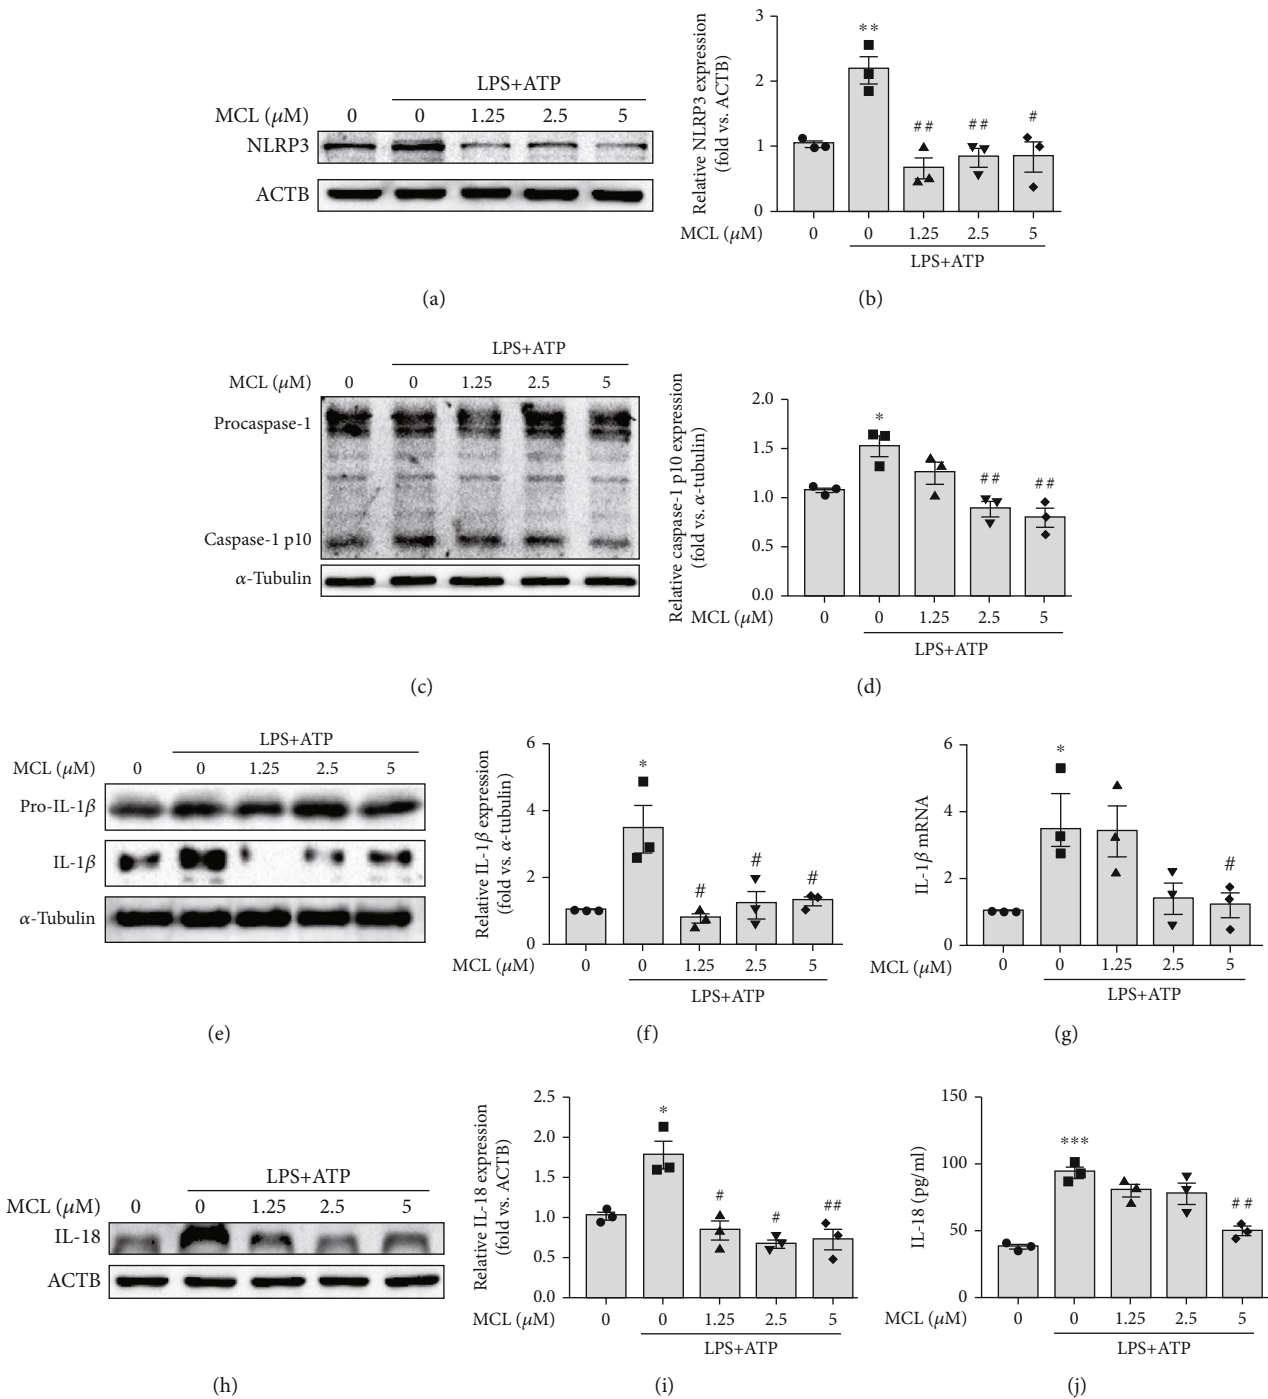 LPS+ATP
MCL (μM) 0 0 1.25 2.5 5
NLRP3
ACTB
(a)
Relative NLRP3 expression
(fold vs. ACTB)
3
2
1
0
**
##
##
#
MCL (μM) 0 0 1.25 2.5 5
LPS+ATP
(b)
LPS+ATP
MCL (μM) 0 0 1.25 2.5 5
Procaspase-1
Caspase-1 p10
α-Tubulin
(c)
Relative caspase-1 p10 expression
(fold vs. α-tubulin)
2.0
1.5
1.0
0.5
0.0
*
##
##
MCL (μM) 0 0 1.25 2.5 5
LPS+ATP
(d)
LPS+ATP
MCL (μM) 0 0 1.25 2.5 5
Pro-IL-1β
IL-1β
α-Tubulin
(e)
Relative IL-1β expression
(fold vs. α-tubulin)
6
4
2
0
*
#
#
#
MCL (μM) 0 0 1.25 2.5 5
LPS+ATP
(f)
IL-1β mRNA
6
4
2
0
*
#
MCL (μM) 0 0 1.25 2.5 5
LPS+ATP
(g)
LPS+ATP
MCL (μM) 0 0 1.25 2.5 5
IL-18
ACTB
(h)
Relative IL-18 expression
(fold vs. ACTB)
2.5
2.0
1.5
1.0
0.5
0.0
*
#
#
##
MCL (μM) 0 0 1.25 2.5 5
LPS+ATP
(i)
IL-18 (pg/ml)
150
100
50
0
***
##
MCL (μM) 0 0 1.25 2.5 5
LPS+ATP
(j)